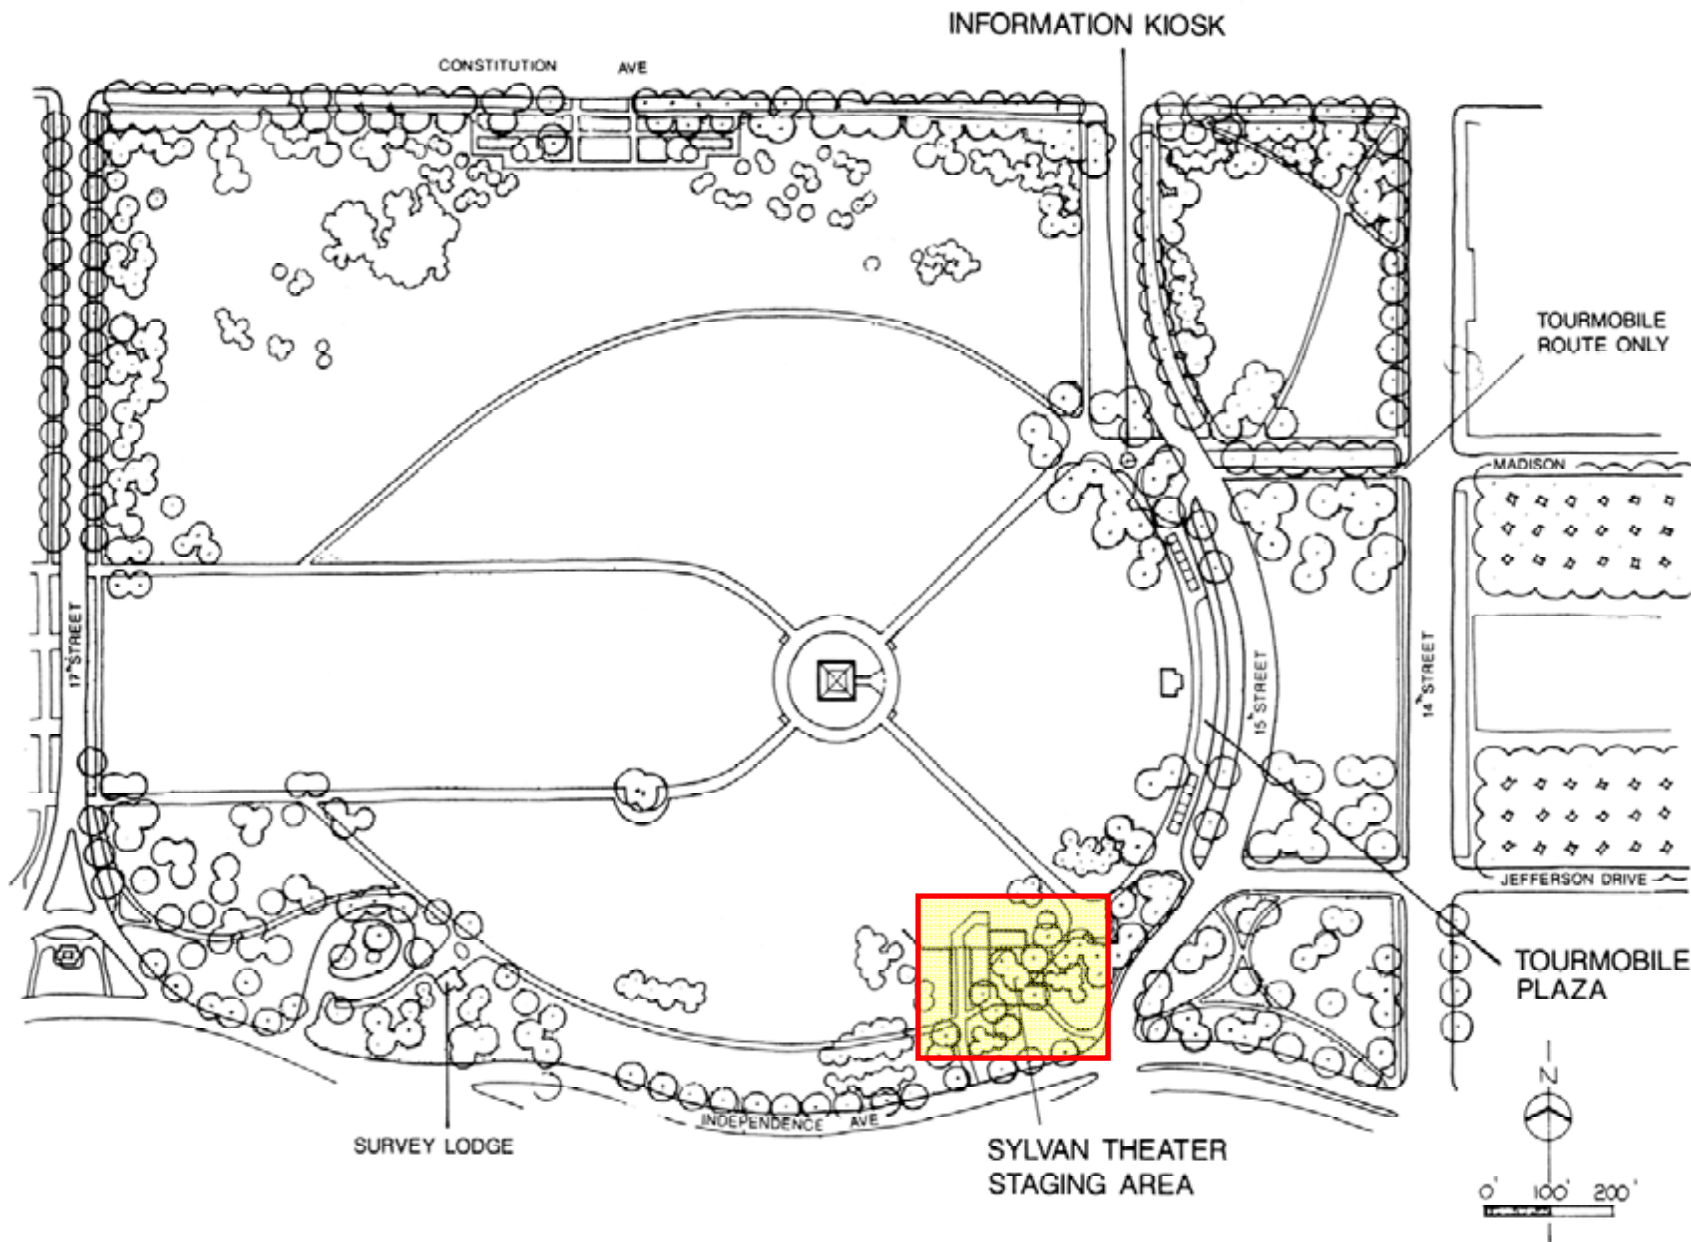 INFORMATION KIOSK
CONSTITUTION AVE
TOURMOBILE
ROUTE ONLY
MADISON
17TH STREET
15TH STREET
14TH STREET
JEFFERSON DRIVE
TOURMOBILE
PLAZA
N
INDEPENDENCE AVE
SURVEY LODGE
SYLVAN THEATER
STAGING AREA
0' 100' 200'